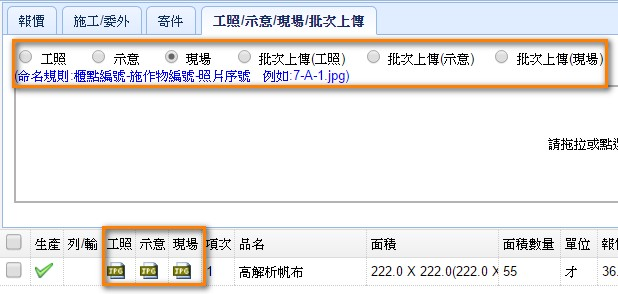 報價 施工/委外 寄件 工照/示意/現場/批次上傳
工照 示意 現場 批次上傳(工照) 批次上傳(示意) 批次上傳(現場)
(命名規則:櫃點編號-施作物編號-照片序號 例如:7-A-1.jpg)
請拖拉或點
生產 列/輸 工照 示意 現場 項次 品名 面積 面積數量 單位 報價
JPG JPG JPG 1 高解析帆布 222.0 X 222.0(222.0 X 55 才 36.